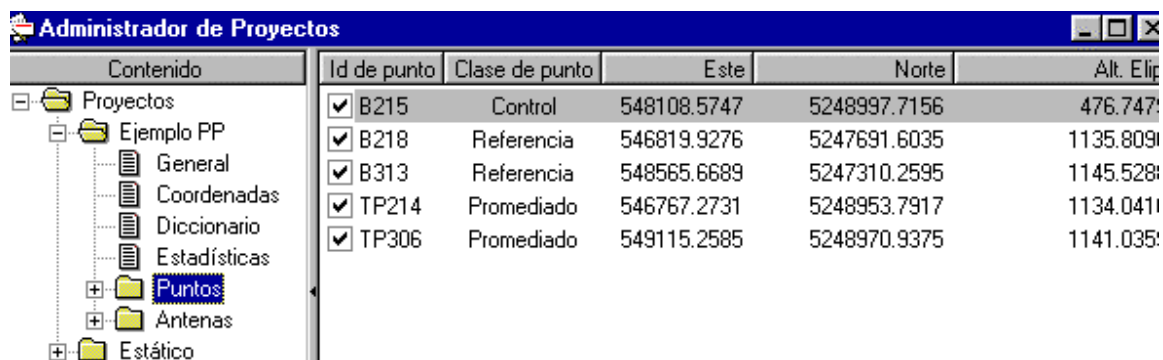 Administrador de Proyectos
Contenido Id de punto Clase de punto Este Norte Alt. Elip
Proyectos B215 Control 548108.5747 5248997.7156 476.7479
Ejemplo PP B218 Referencia 546819.9276 5247691.6035 1135.809
General B313 Referencia 548565.6689 5247310.2595 1145.528
Coordenadas TP214 Promediado 546767.2731 5248953.7917 1134.041
Diccionario TP306 Promediado 549115.2585 5248970.9375 1141.035
Estadísticas
Puntos
Antenas
Estático